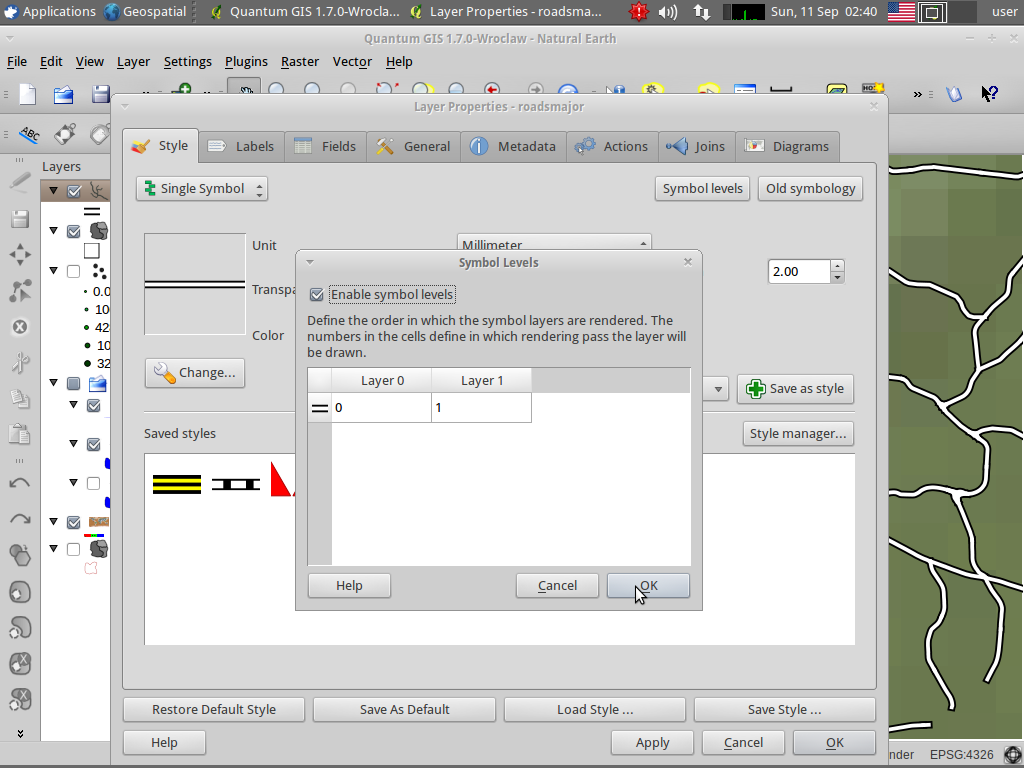 Applications Geospatial Quantum GIS 1.7.0-Wrocla... Layer Properties - roadsma... Sun, 11 Sep 02:40 user
Quantum GIS 1.7.0-Wroclaw - Natural Earth
File Edit View Layer Settings Plugins Raster Vector Help
Layer Properties - roadsmajor
ABC
Style Labels Fields General Metadata Actions Joins Diagrams
Layers
Single Symbol Symbol levels Old symbology
Unit Millimeter
Symbol Levels
2.00
Transpa
Enable symbol levels
0.0
10
Define the order in which the symbol layers are rendered. The
numbers in the cells define in which rendering pass the layer will
be drawn.
42
Color
10
32
Change...
Layer 0 Layer 1
Save as style
0 1
Saved styles
Style manager...
Help Cancel OK
Restore Default Style Save As Default Load Style ... Save Style ...
Help Apply Cancel OK
nder EPSG:4326